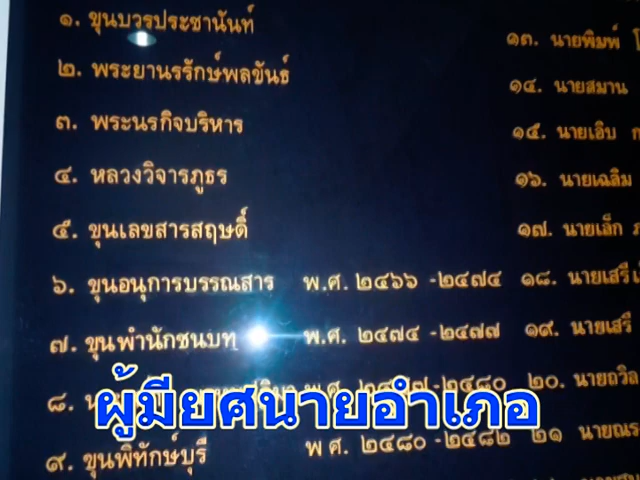 ๑. ขุนบวรประชานันท์
๒. พระยานรรักษ์พลขันธ์
๓. พระนรกิจบริหาร
๔. หลวงวิจารภูธร
๕. ขุนเลขสารสฤษดิ์
๖. ขุนอนุการบรรณสาร พ.ศ. ๒๔๖๖ -๒๔๗๔
๗. ขุนพำนักชนบท พ.ศ. ๒๔๗๔ -๒๔๗๗
๘. -๒๔๘๐
๙. ขุนพิทักษ์บุรี พ ศ. ๒๔๘๐ -๒๔๘๒
๑๓. นายพิมพ์
๑๔. นายสมาน
๑๕. นายเอิบ
๑๖. นายเฉลิม
๑๗. นายเล็ก
๑๘. นายเสรี
๑๙. นายเสรี
๒๐. นายถวิล
๒๑ นายณร
ผู้มียศนายอำเภอ